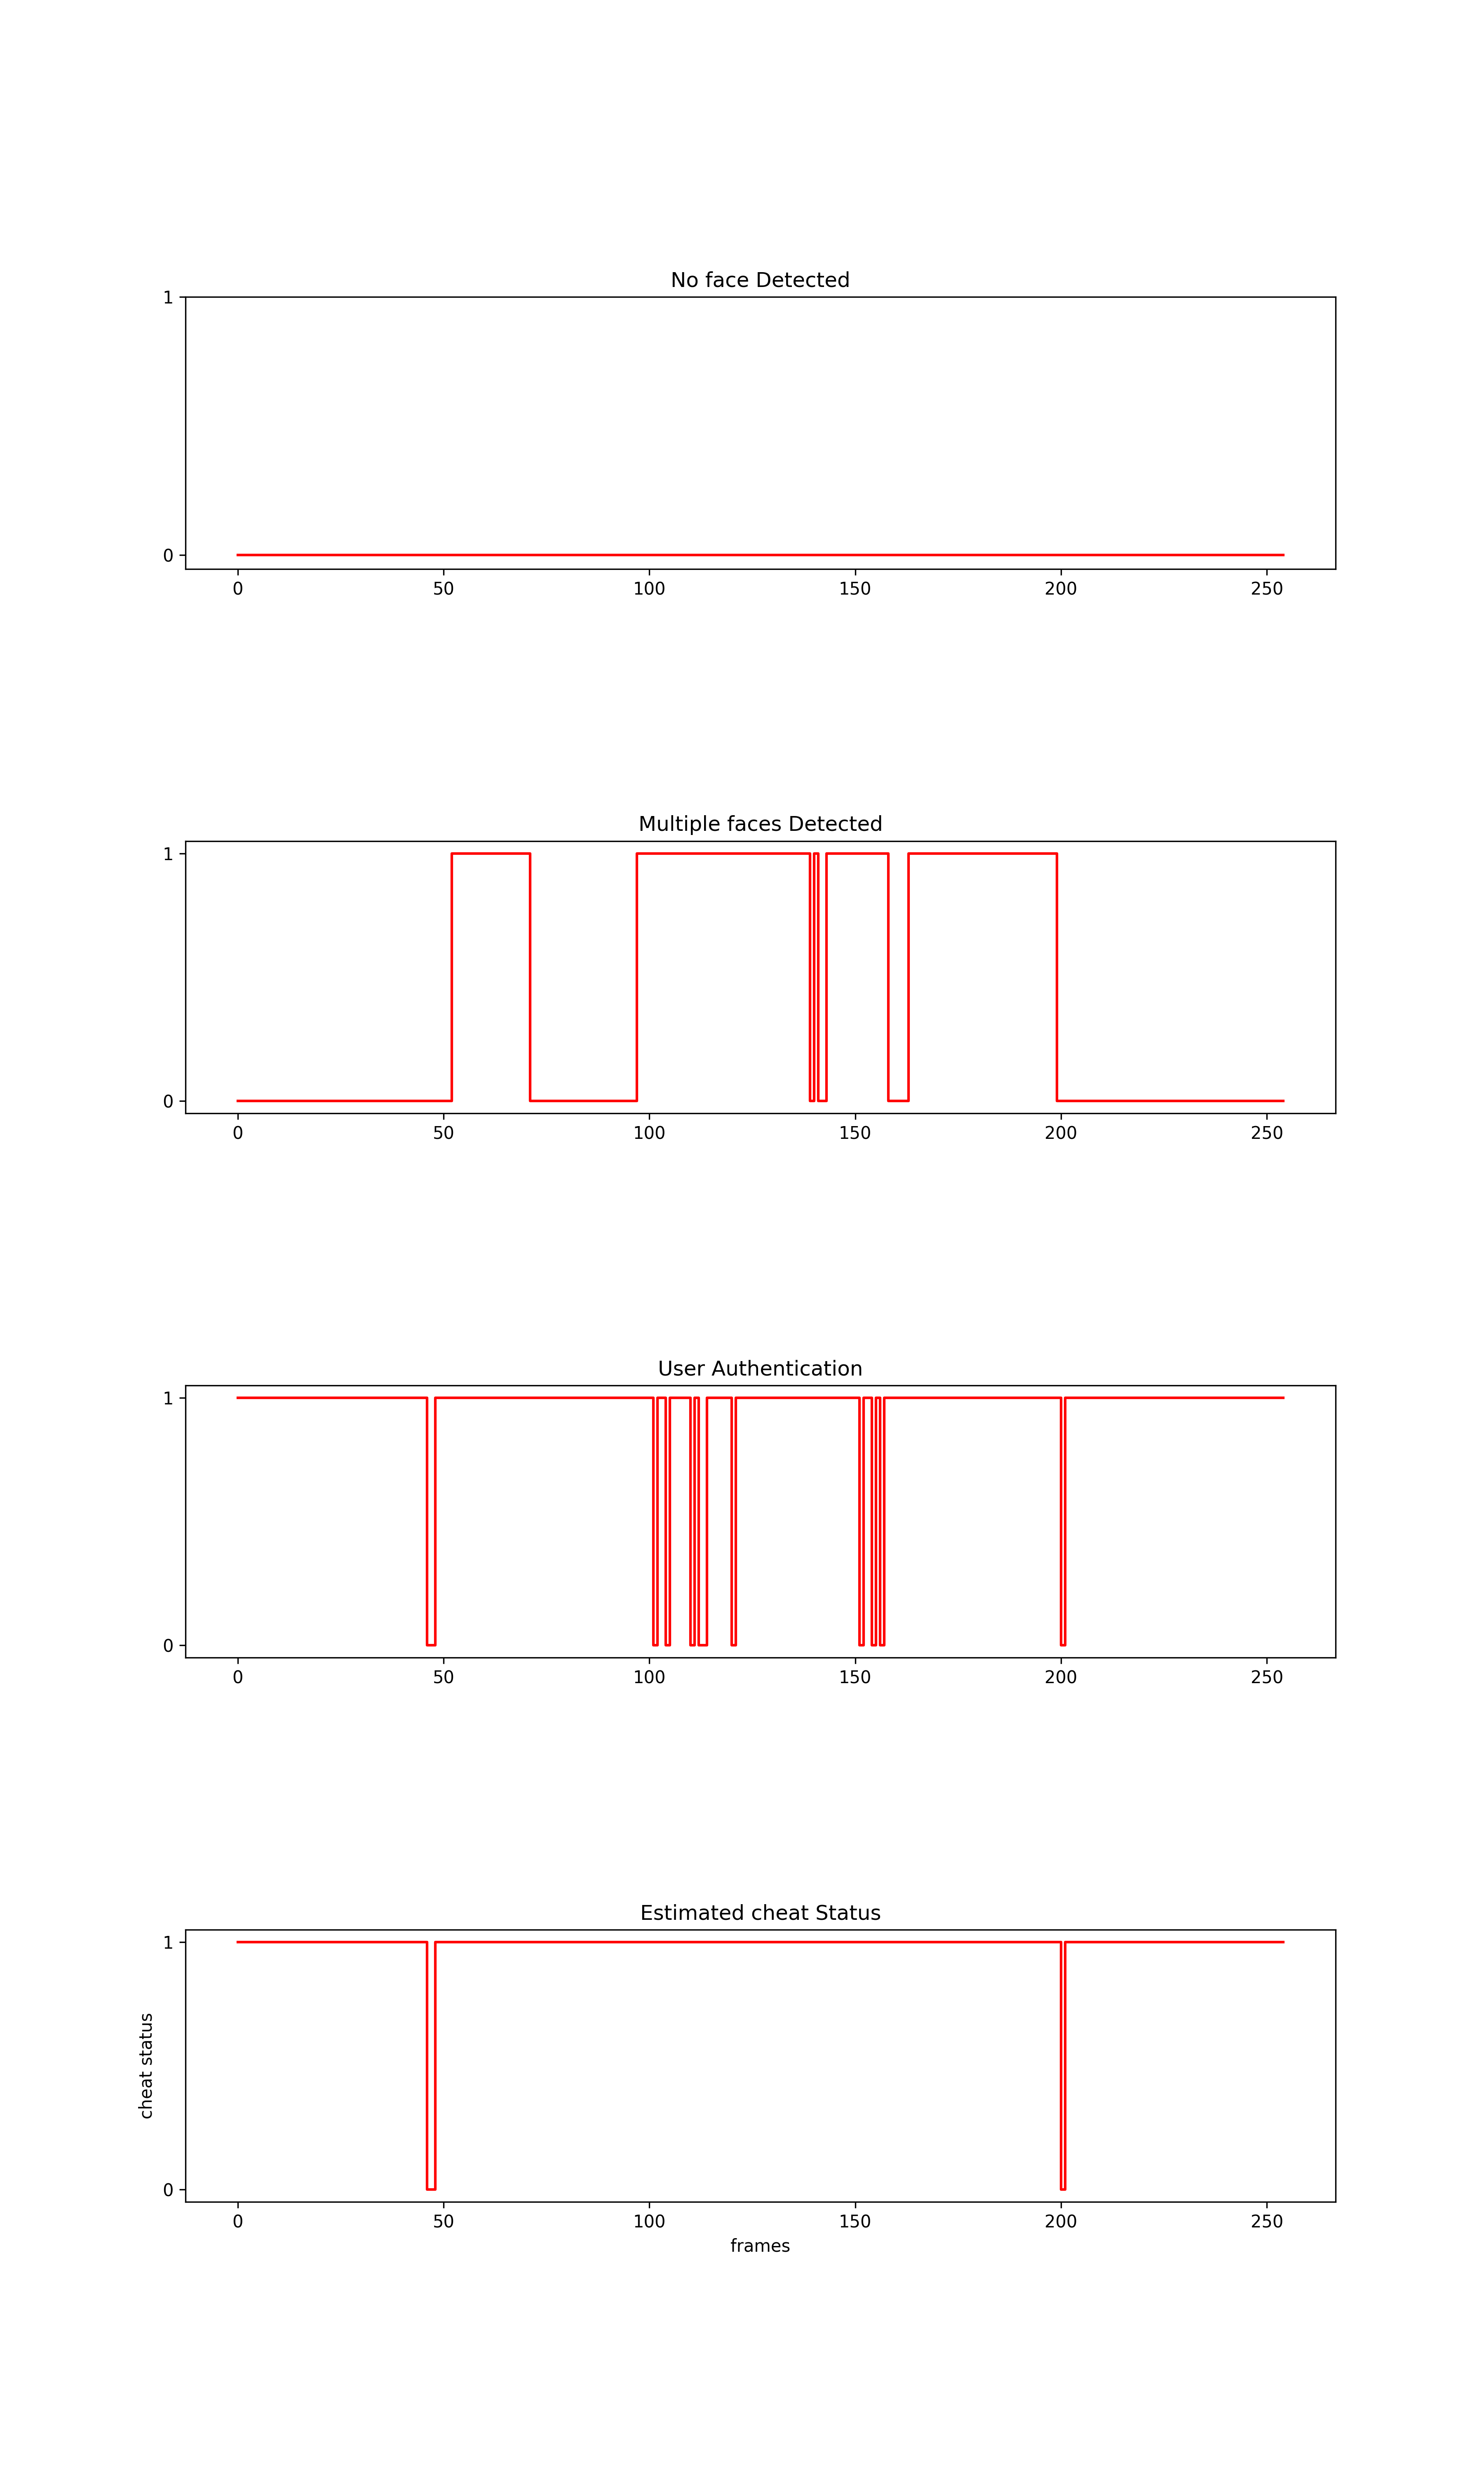 No face Detected
1
0
0 50 100 150 200 250
Multiple faces Detected
1
0
0 50 100 150 200 250
User Authentication
1
0
0 50 100 150 200 250
Estimated cheat Status
1
cheat status
0
0 50 100 150 200 250
frames